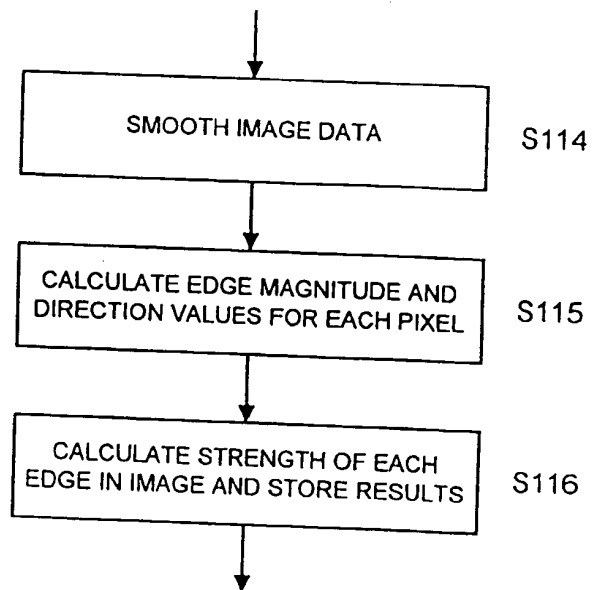 SMOOTH IMAGE DATA
S114
CALCULATE EDGE MAGNITUDE AND
DIRECTION VALUES FOR EACH PIXEL
S115
CALCULATE STRENGTH OF EACH
EDGE IN IMAGE AND STORE RESULTS
S116